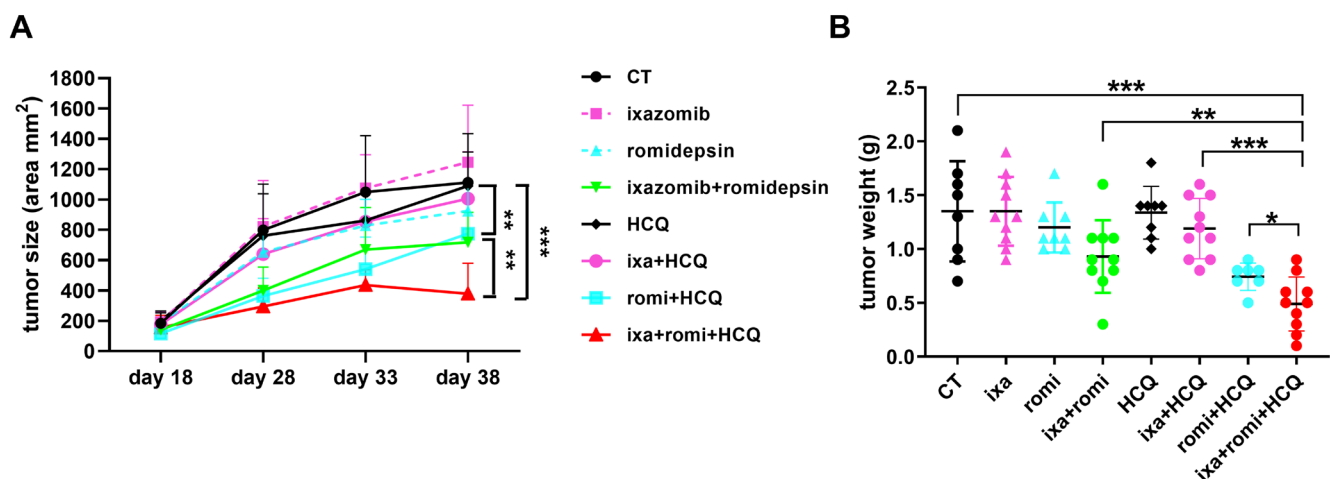 A
tumor size (area mm²)
1800
1600
1400
1200
1000
800
600
400
200
0
day 18
day 28
day 33
day 38
**
**
***
CT
ixazomib
romidepsin
ixazomib+romidepsin
HCQ
ixa+HCQ
romi+HCQ
ixa+romi+HCQ
B
tumor weight (g)
2.5
2.0
1.5
1.0
0.5
0.0
***
**
***
*
CT
ixa
romi
ixa+romi
HCQ
ixa+HCQ
romi+HCQ
ixa+romi+HCQ